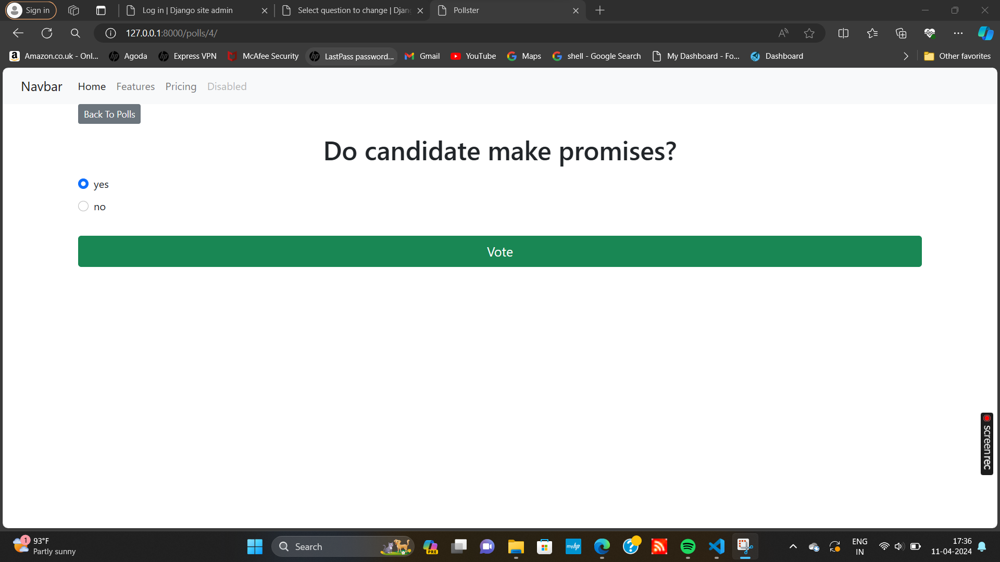 Sign in
Log in | Django site admin
Select question to change | Djan
Pollster
127.0.0.1:8000/polls/4/
Amazon.co.uk - Onl...
Agoda
Express VPN
McAfee Security
LastPass password...
Gmail
YouTube
Maps
shell - Google Search
My Dashboard - Fo...
Dashboard
Other favorites
Navbar
Home
Features
Pricing
Disabled
Back To Polls
Do candidate make promises?
yes
no
Vote
screenrec
1
93°F
Partly sunny
Search
PRE
myhp
ENG
IN
17:36
11-04-2024